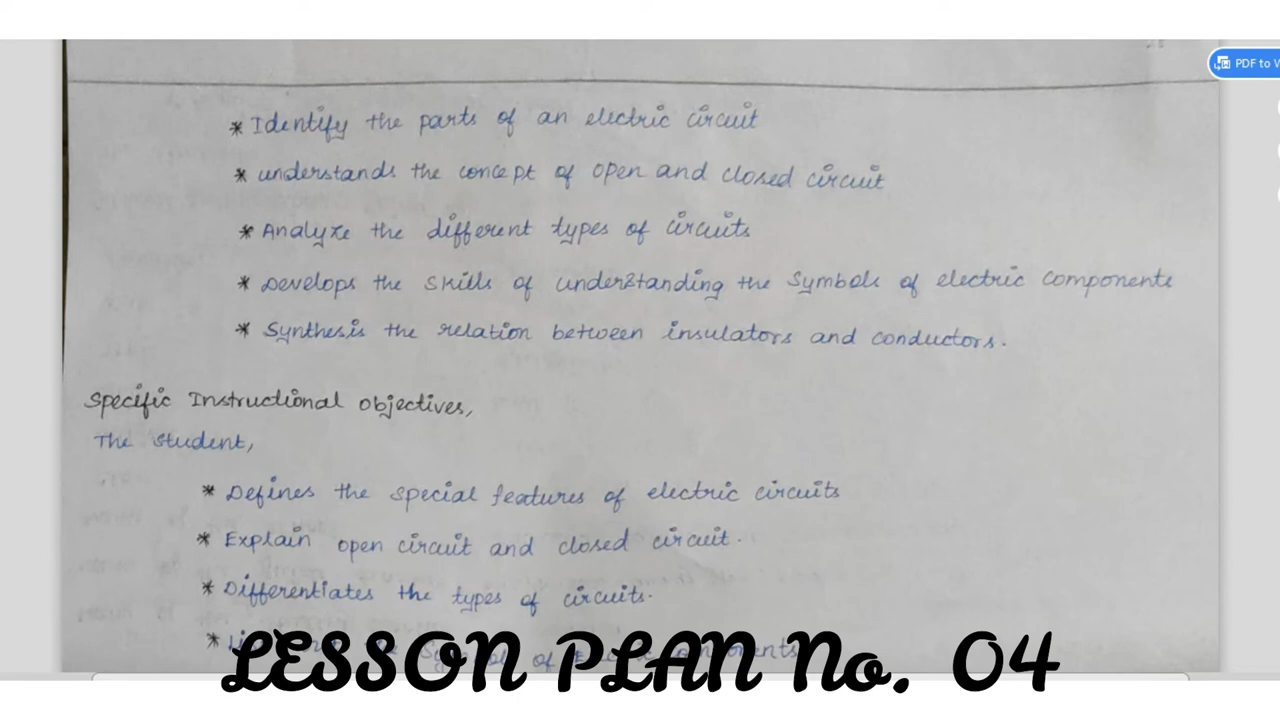 PDF to W
* Identify the parts of an electric circuit
* understands the concept of open and closed circuit
* Analyze the different types of circuits
* Develops the skills of understanding the symbols of electric components
* Synthesis the relation between insulators and conductors.
Specific Instructional Objectives,
The student,
* Defines the special features of electric circuits
* Explain open circuit and closed circuit.
* Differentiates the types of circuits.
* of components
LESSON PLAN No. 04